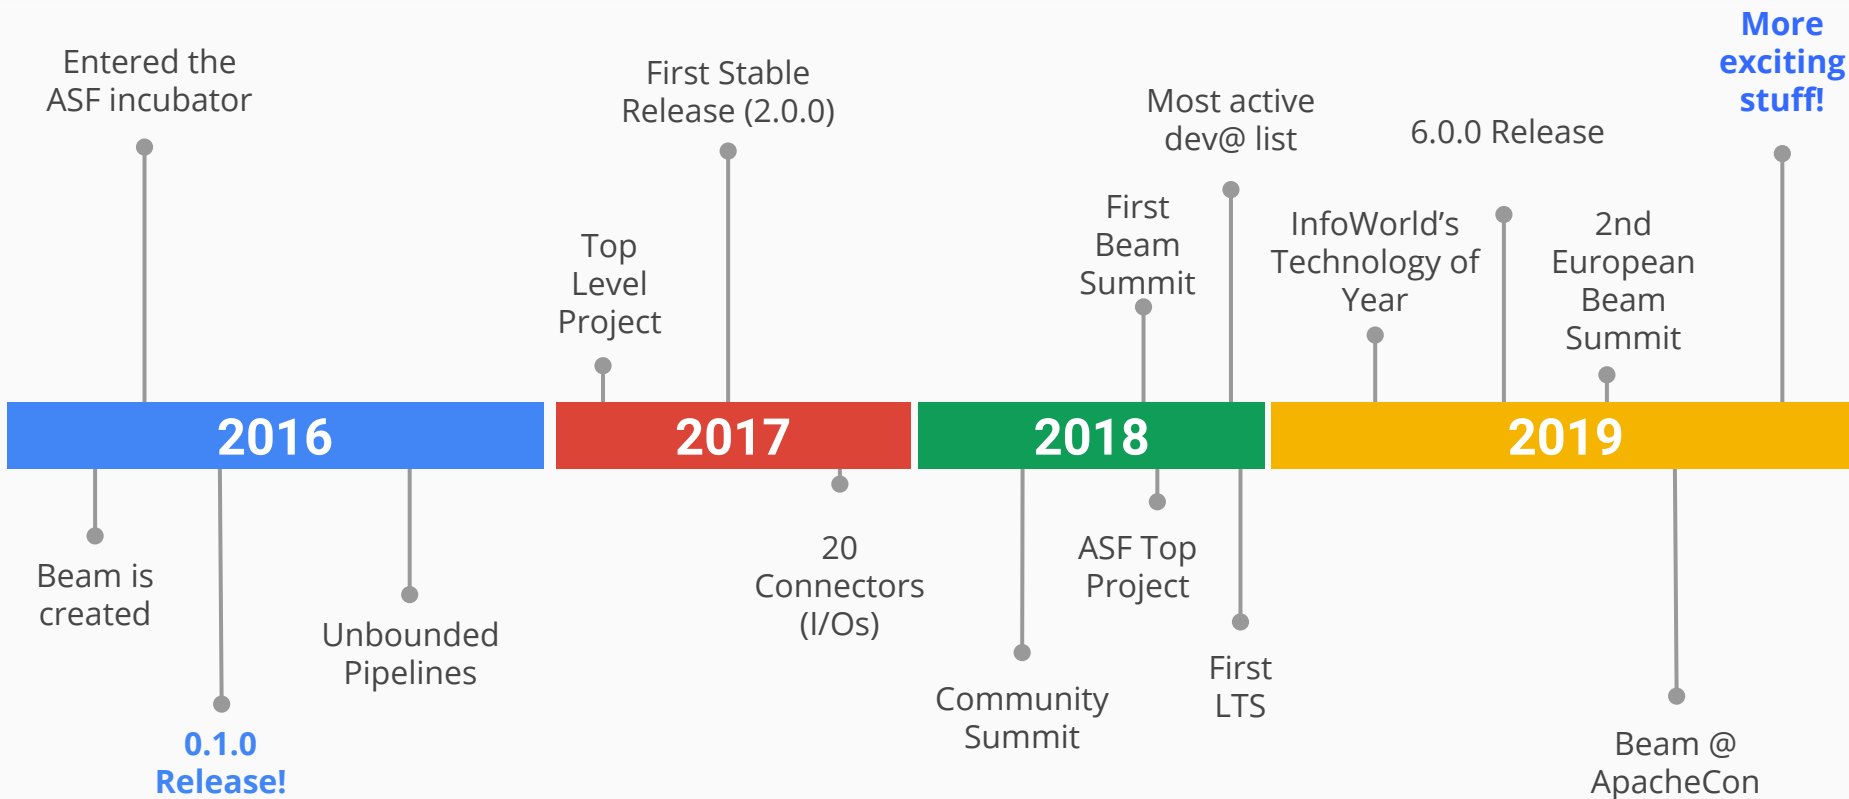 Entered the
ASF incubator
First Stable
Release (2.0.0)
Top
Level
Project
Most active
dev@ list
First
Beam
Summit
6.0.0 Release
InfoWorld’s
Technology of
Year
2nd
European
Beam
Summit
More
exciting
stuff!
2016
2017
2018
2019
Beam is
created
0.1.0
Release!
Unbounded
Pipelines
20
Connectors
(I/Os)
Community
Summit
ASF Top
Project
First
LTS
Beam @
ApacheCon